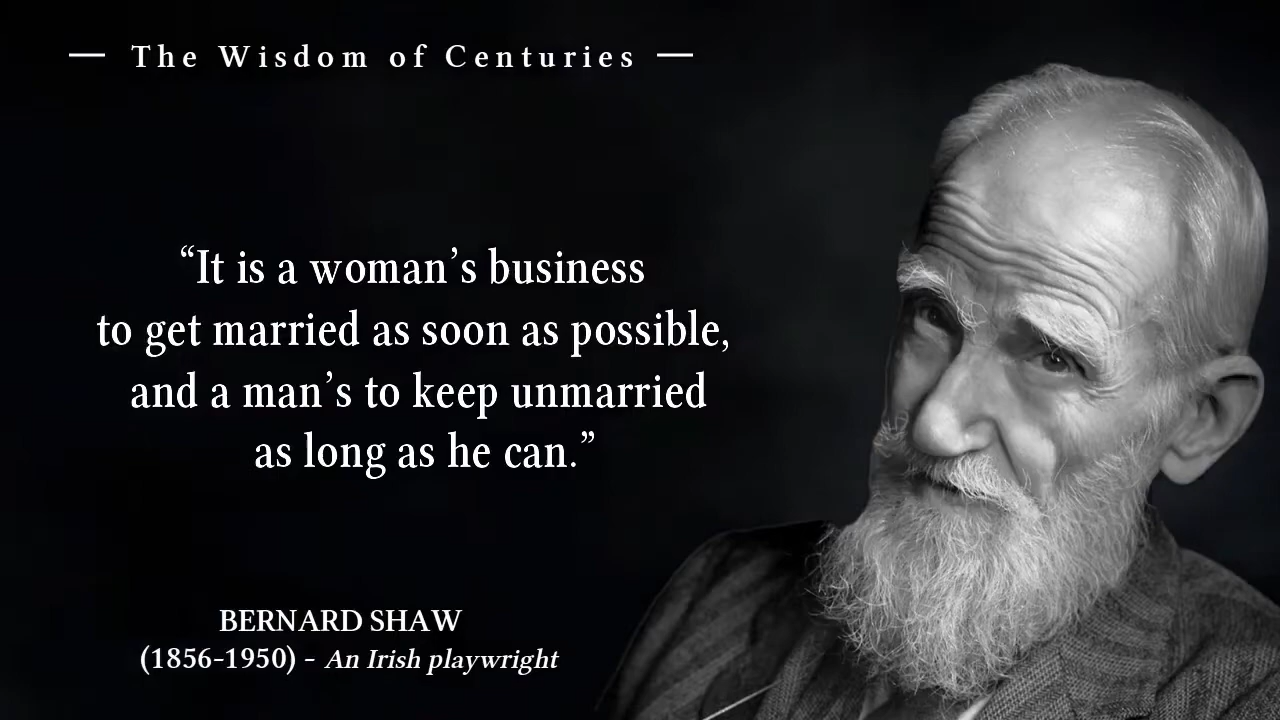 — The Wisdom of Centuries —
“It is a woman’s business
to get married as soon as possible,
and a man’s to keep unmarried
as long as he can.”
BERNARD SHAW
(1856-1950) - An Irish playwright